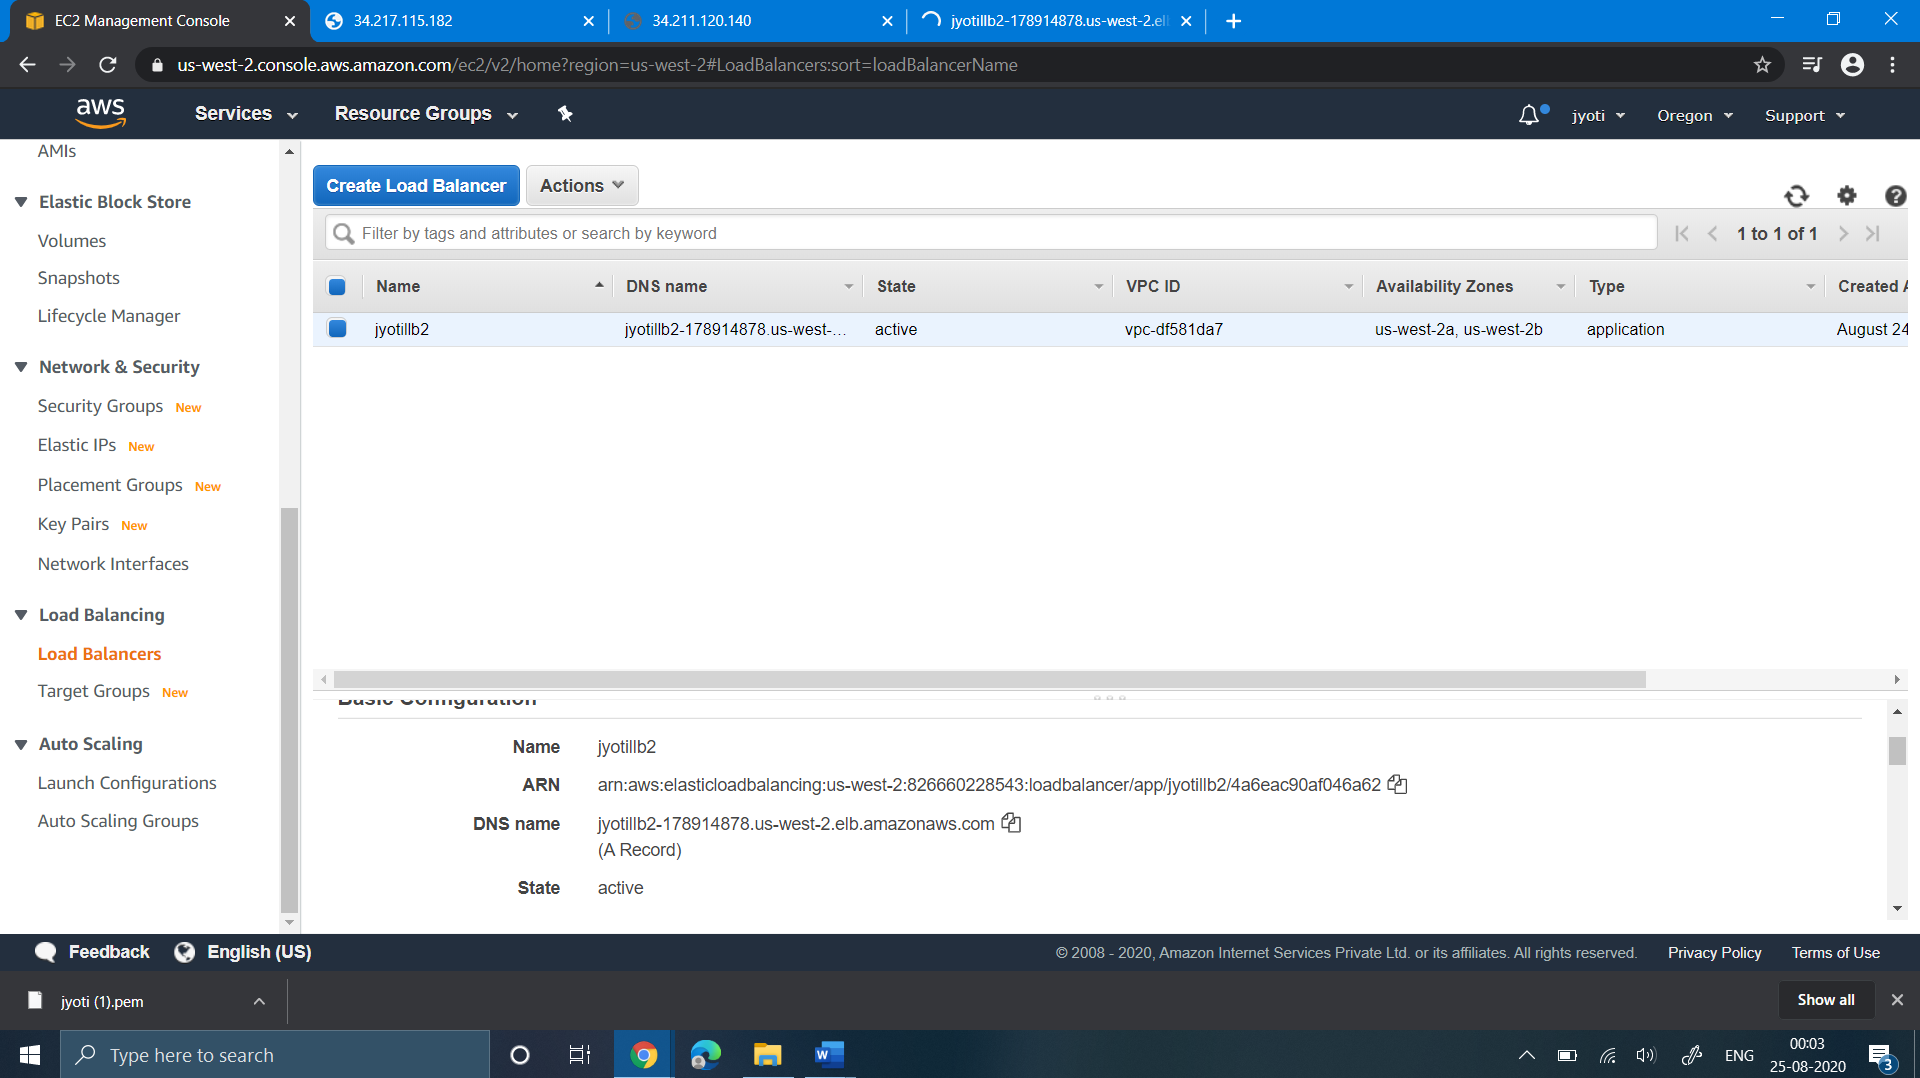 EC2 Management Console
34.217.115.182
34.211.120.140
jyotillb2-178914878.us-west-2.el
us-west-2.console.aws.amazon.com/ec2/v2/home?region=us-west-2#LoadBalancers:sort=loadBalancerName
aws
Services
Resource Groups
jyoti
Oregon
Support
AMIs
Elastic Block Store
Volumes
Snapshots
Lifecycle Manager
Network & Security
Security Groups New
Elastic IPs New
Placement Groups New
Key Pairs New
Network Interfaces
Load Balancing
Load Balancers
Target Groups New
Auto Scaling
Launch Configurations
Auto Scaling Groups
Create Load Balancer
Actions
Filter by tags and attributes or search by keyword
1 to 1 of 1
Name DNS name State VPC ID Availability Zones Type Created A
jyotillb2 jyotillb2-178914878.us-west-... active vpc-df581da7 us-west-2a, us-west-2b application August 24
Basic Configuration
Name jyotillb2
ARN arn:aws:elasticloadbalancing:us-west-2:826660228543:loadbalancer/app/jyotillb2/4a6eac90af046a62
DNS name jyotillb2-178914878.us-west-2.elb.amazonaws.com
(A Record)
State active
Feedback
English (US)
© 2008 - 2020, Amazon Internet Services Private Ltd. or its affiliates. All rights reserved.
Privacy Policy
Terms of Use
jyoti (1).pem
Show all
Type here to search
ENG
00:03
25-08-2020
3